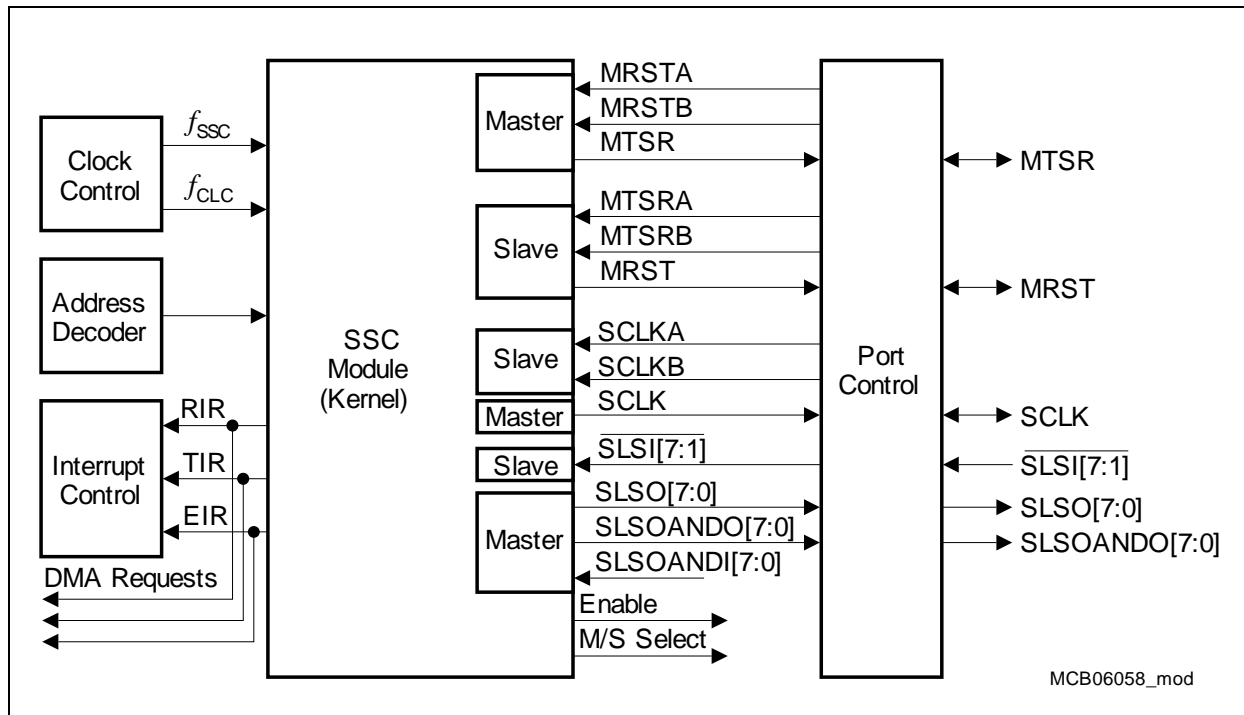 Clock
Control
fSSC
fCLC
Address
Decoder
Interrupt
Control
RIR
TIR
EIR
DMA Requests
SSC
Module
(Kernel)
Master
MRSTA
MRSTB
MTSR
Slave
MTSRA
MTSRB
MRST
Slave
SCLKA
SCLKB
Master
SCLK
Slave
SLSI[7:1]
Master
SLSO[7:0]
SLSOANDO[7:0]
SLSOANDI[7:0]
Enable
M/S Select
Port
Control
MTSR
MRST
SCLK
SLSI[7:1]
SLSO[7:0]
SLSOANDO[7:0]
MCB06058_mod